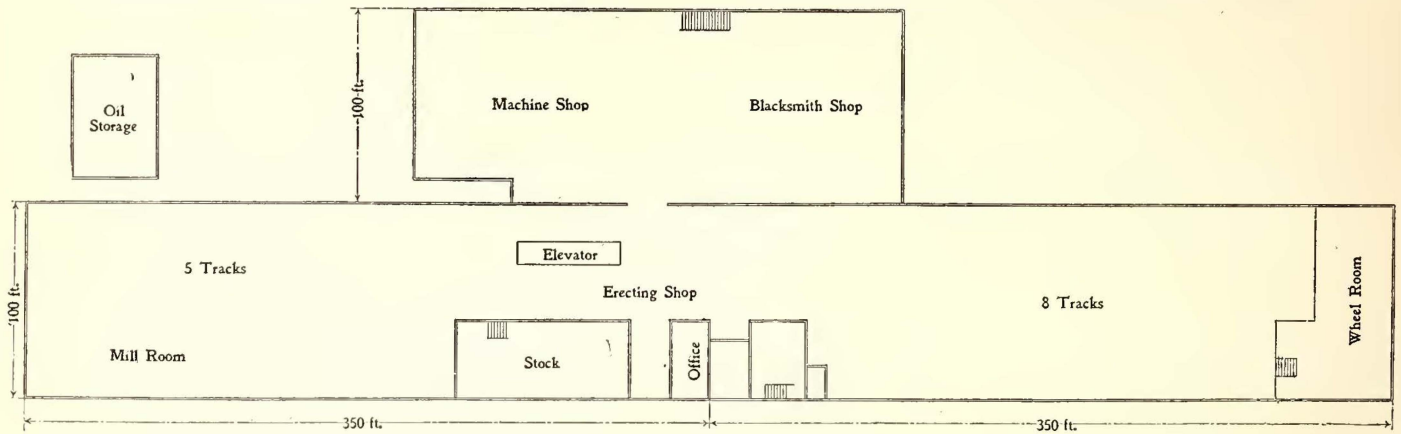 100 ft.
Oil
Storage
Machine Shop
Blacksmith Shop
100 ft.
5 Tracks
Elevator
Erecting Shop
8 Tracks
Wheel Room
Mill Room
Stock
Office
350 ft.
350 ft.